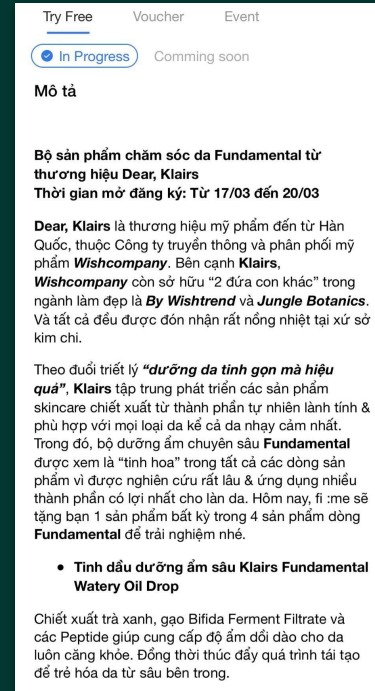 Try Free Voucher Event
In Progress Comming soon
Mô tả
Bộ sản phẩm chăm sóc da Fundamental từ
thương hiệu Dear, Klairs
Thời gian mở đăng ký: Từ 17/03 đến 20/03
Dear, Klairs là thương hiệu mỹ phẩm đến từ Hàn
Quốc, thuộc Công ty truyền thông và phân phối mỹ
phẩm Wishcompany. Bên cạnh Klairs,
Wishcompany còn sở hữu “2 đứa con khác” trong
ngành làm đẹp là By Wishtrend và Jungle Botanics.
Và tất cả đều được đón nhận rất nồng nhiệt tại xứ sở
kim chi.
Theo đuổi triết lý “dưỡng da tinh gọn mà hiệu
quả”, Klairs tập trung phát triển các sản phẩm
skincare chiết xuất từ thành phần tự nhiên lành tính &
phù hợp với mọi loại da kể cả da nhạy cảm nhất.
Trong đó, bộ dưỡng ẩm chuyên sâu Fundamental
được xem là “tinh hoa” trong tất cả các dòng sản
phẩm vì được nghiên cứu rất lâu & ứng dụng nhiều
thành phần có lợi nhất cho làn da. Hôm nay, fi :me sẽ
tặng bạn 1 sản phẩm bất kỳ trong 4 sản phẩm dòng
Fundamental để trải nghiệm nhé.
• Tinh dầu dưỡng ẩm sâu Klairs Fundamental
Watery Oil Drop
Chiết xuất trà xanh, gạo Bifida Ferment Filtrate và
các Peptide giúp cung cấp độ ẩm dồi dào cho da
luôn căng khỏe. Đồng thời thúc đẩy quá trình tái tạo
để trẻ hóa da từ sâu bên trong.